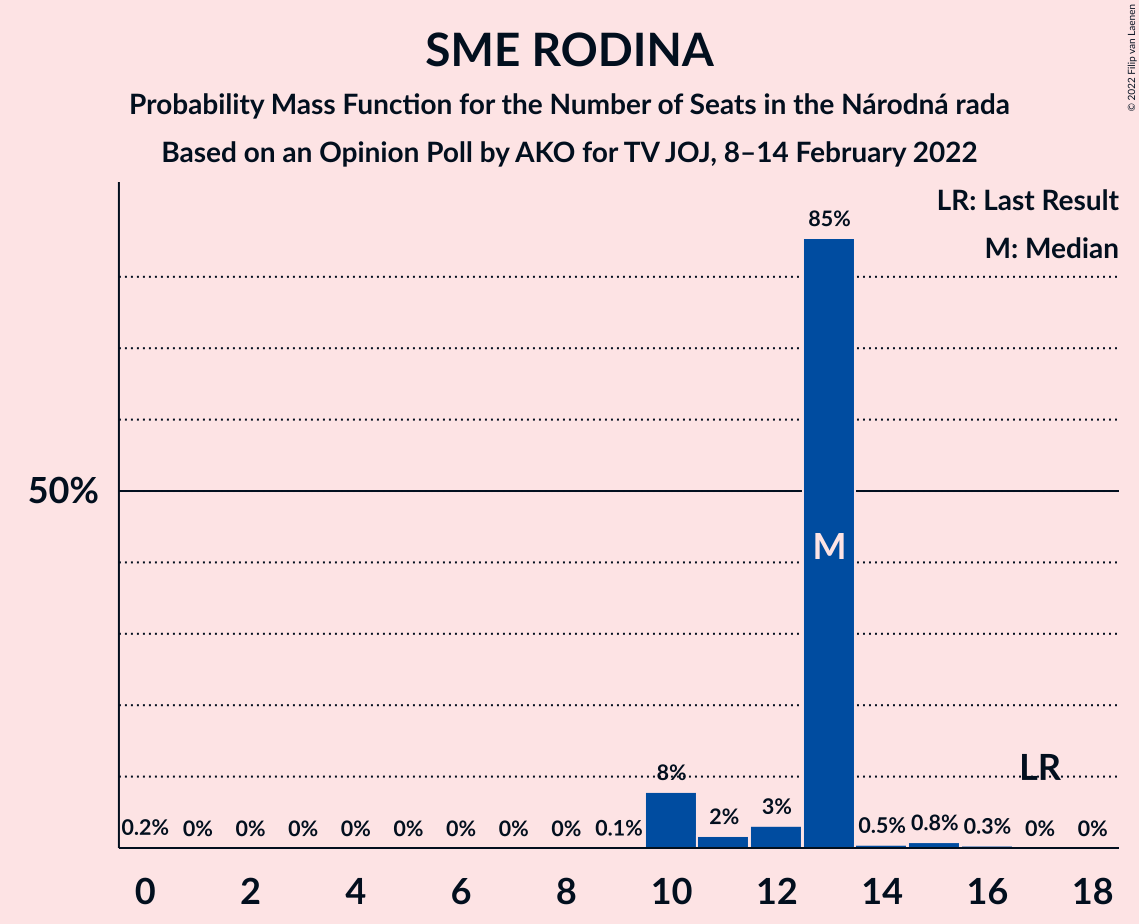 SME RODINA
Probability Mass Function for the Number of Seats in the Národná rada
Based on an Opinion Poll by AKO for TV JOJ, 8–14 February 2022
© 2022 Filip van Laenen
LR: Last Result
M: Median
85%
50%
M
LR
8%
3%
2%
0.2% 0% 0% 0% 0% 0% 0% 0% 0% 0.1% 0.5% 0.8% 0.3% 0% 0%
0 2 4 6 8 10 12 14 16 18